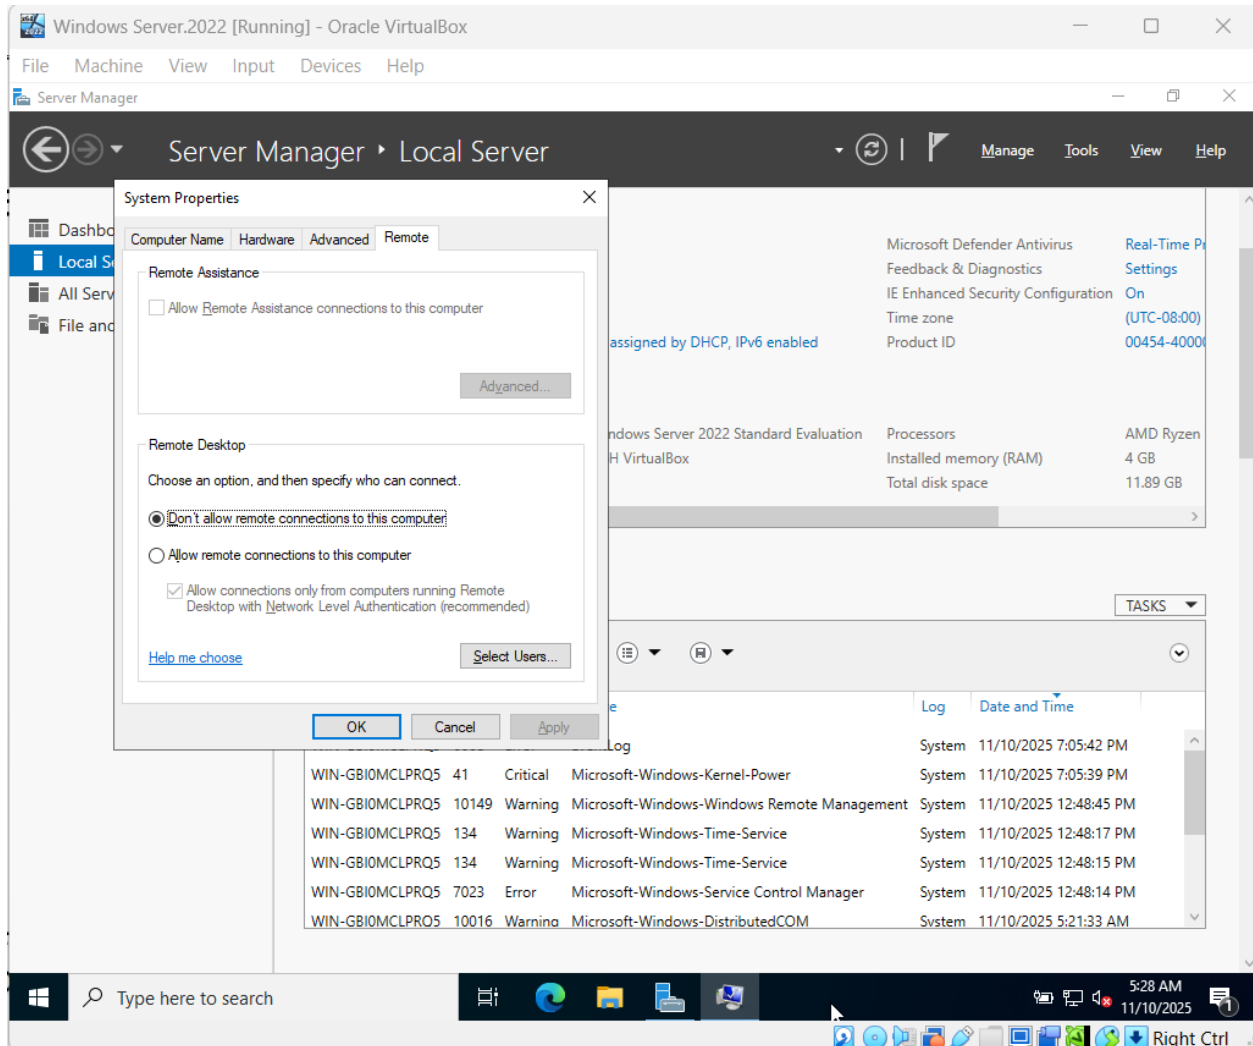 Windows Server.2022 [Running] - Oracle VirtualBox
File Machine View Input Devices Help
Server Manager
Server Manager Local Server
Manage Tools View Help
Dashbo
Local Se
All Serv
File and
System Properties
Computer Name Hardware Advanced Remote
Remote Assistance
Allow Remote Assistance connections to this computer
Advanced...
Remote Desktop
Choose an option, and then specify who can connect.
Don't allow remote connections to this computer
Allow remote connections to this computer
Allow connections only from computers running Remote
Desktop with Network Level Authentication (recommended)
Help me choose
Select Users...
OK Cancel Apply
Microsoft Defender Antivirus Real-Time Pr
Feedback & Diagnostics Settings
IE Enhanced Security Configuration On
Time zone (UTC-08:00)
assigned by DHCP, IPv6 enabled Product ID 00454-4000
ndows Server 2022 Standard Evaluation Processors AMD Ryzen
H VirtualBox Installed memory (RAM) 4 GB
Total disk space 11.89 GB
TASKS
e Log Date and Time
Log System 11/10/2025 7:05:42 PM
WIN-GBI0MCLPRQ5 41 Critical Microsoft-Windows-Kernel-Power System 11/10/2025 7:05:39 PM
WIN-GBI0MCLPRQ5 10149 Warning Microsoft-Windows-Windows Remote Management System 11/10/2025 12:48:45 PM
WIN-GBI0MCLPRQ5 134 Warning Microsoft-Windows-Time-Service System 11/10/2025 12:48:17 PM
WIN-GBI0MCLPRQ5 134 Warning Microsoft-Windows-Time-Service System 11/10/2025 12:48:15 PM
WIN-GBI0MCLPRQ5 7023 Error Microsoft-Windows-Service Control Manager System 11/10/2025 12:48:14 PM
WIN-GBI0MCLPRQ5 10016 Warning Microsoft-Windows-DistributedCOM System 11/10/2025 5:21:33 AM
Type here to search
5:28 AM
11/10/2025
1
Right Ctrl